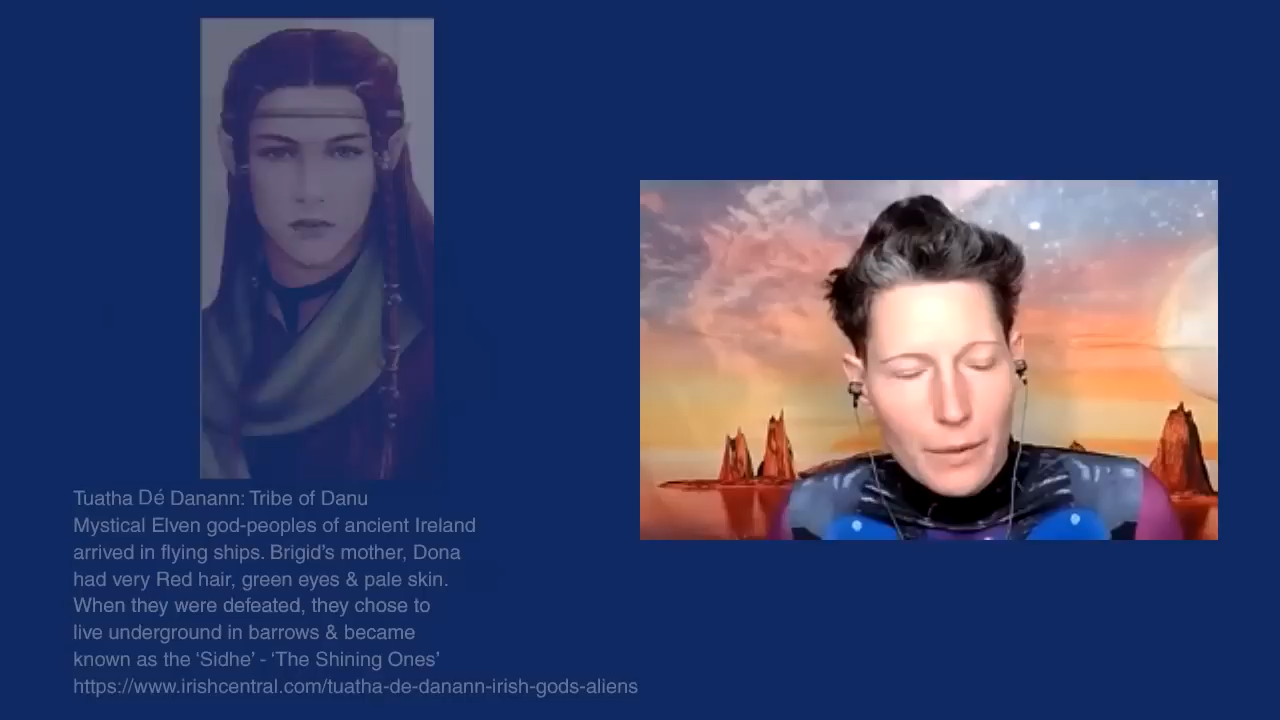 Tuatha Dé Danann: Tribe of Danu
Mystical Elven god-peoples of ancient Ireland
arrived in flying ships. Brigid’s mother, Dona
had very Red hair, green eyes & pale skin.
When they were defeated, they chose to
live underground in barrows & became
known as the ‘Sidhe’ - ‘The Shining Ones’
https://www.irishcentral.com/tuatha-de-danann-irish-gods-aliens